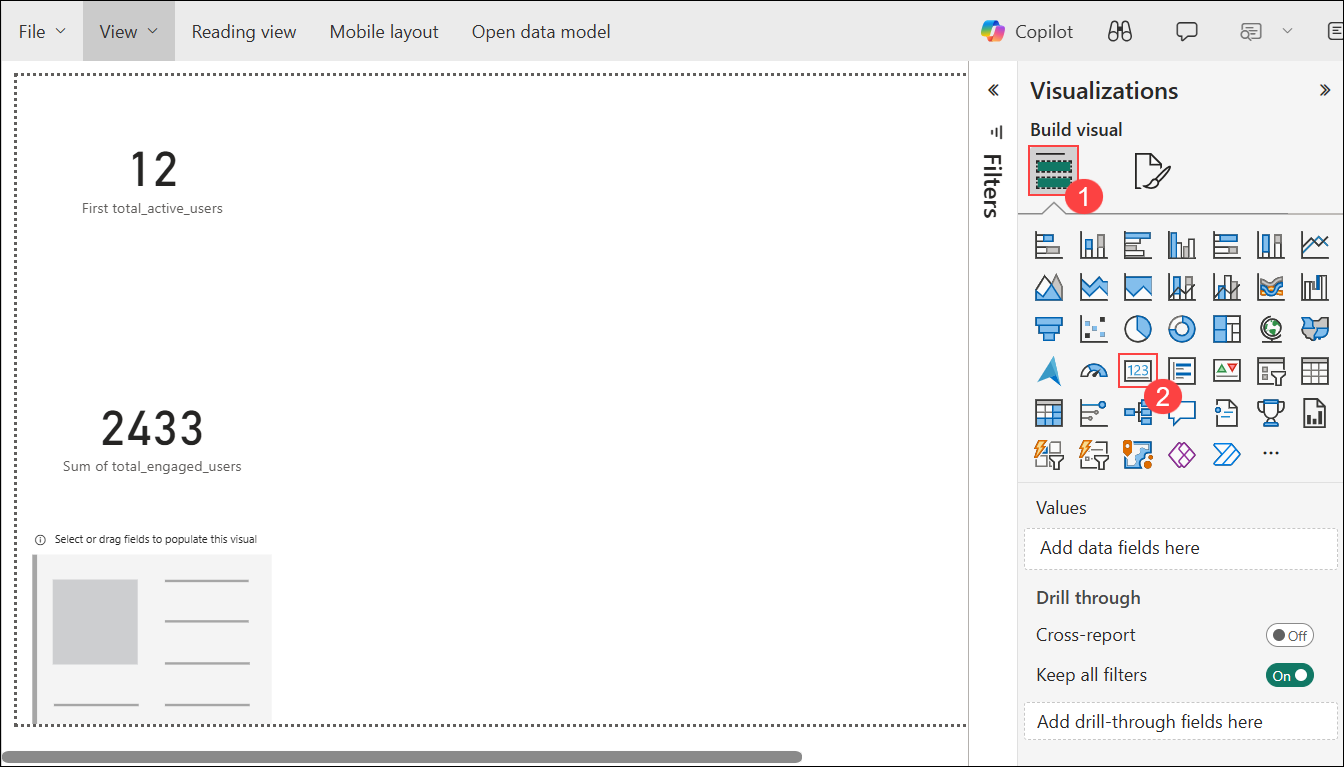 File
View
Reading view
Mobile layout
Open data model
Copilot
12
First total_active_users
2433
Sum of total_engaged_users
Select or drag fields to populate this visual
Filters
Visualizations
Build visual
1
123
2
Values
Add data fields here
Drill through
Cross-report
Off
Keep all filters
On
Add drill-through fields here